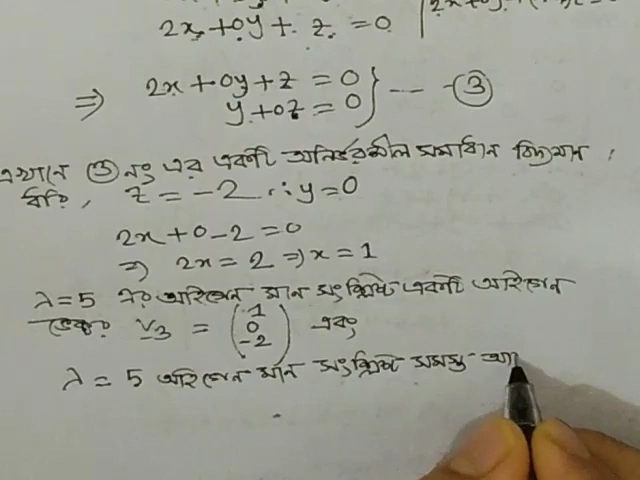 2x + 0y + z = 0
⇒ 2x + 0y + z = 0
y + 0z = 0 } --- ③
এখানে ③ নং এর একটি অনির্ভরশীল সমাধান বিদ্যমান ।
ধরি, z = -2 ∴ y = 0
2x + 0 - 2 = 0
⇒ 2x = 2 ⇒ x = 1
λ = 5 এর আইগেন মান সংশ্লিষ্ট একটি আইগেন
ভেক্টর v₃ = (1 0 -2) এবং
λ = 5 আইগেন মান সংশ্লিষ্ট সমস্ত আ